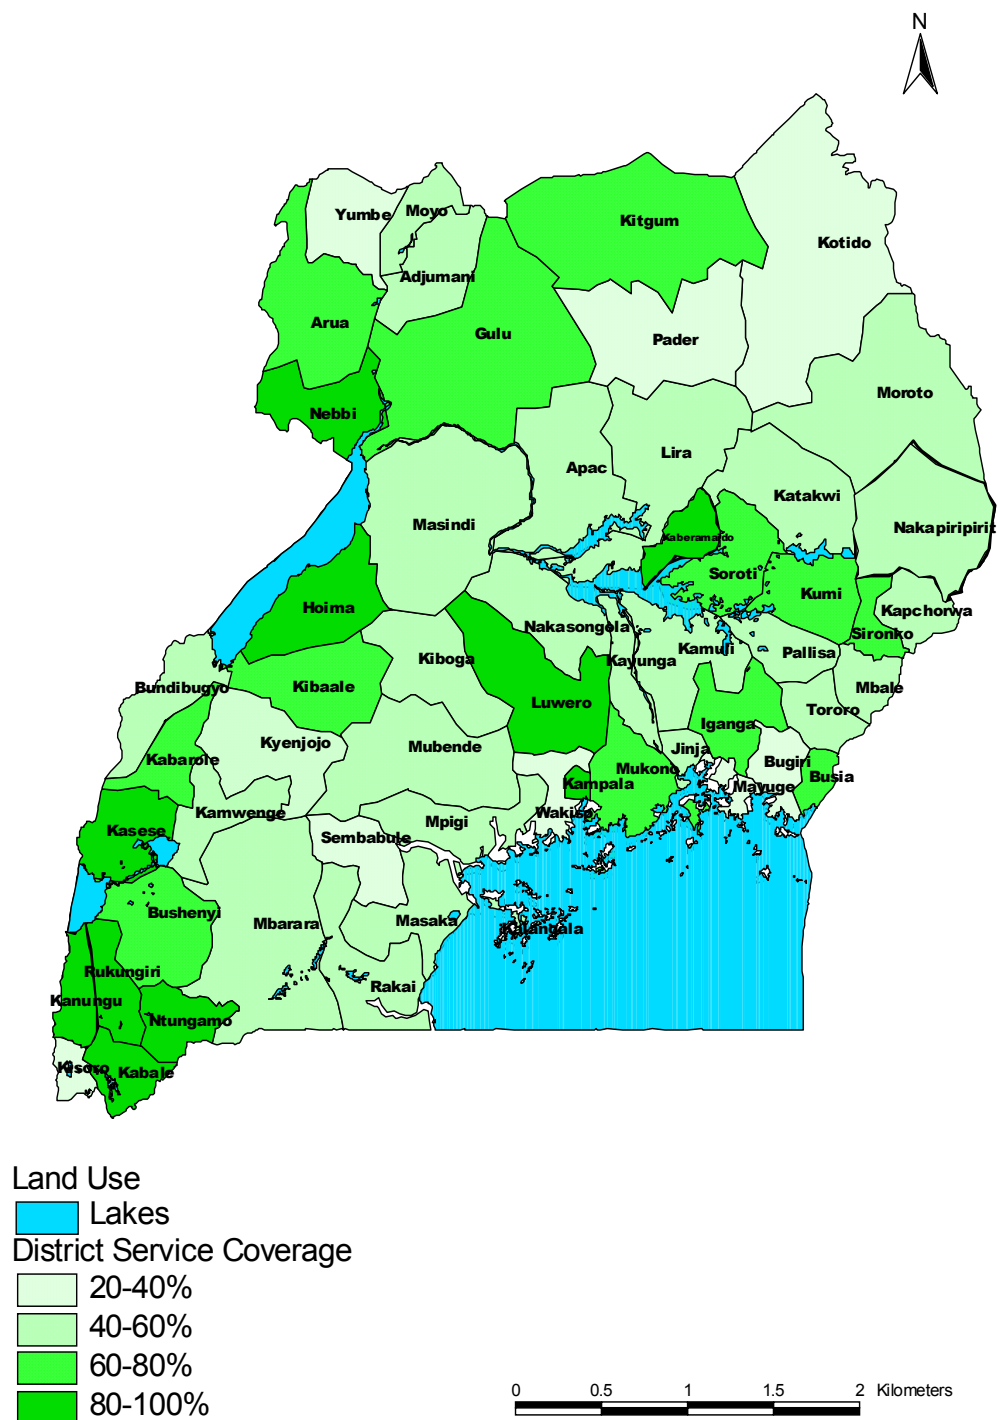 N
Yumbe
Moyo
Kitgum
Kotido
Adjumani
Arua
Gulu
Pader
Moroto
Nebbi
Lira
Apac
Katakwi
Masindi
Nakapiripirit
Kaberamaido
Soroti
Kumi
Hoima
Kapchorwa
Nakasongola
Sironko
Kamuli
Pallisa
Kiboga
Kayunga
Bundibugyo
Kibaale
Mbale
Luwero
Tororo
Iganga
Kyenjojo
Mubende
Jinja
Kabarole
Bugiri
Mukono
Busia
Kampala
Mayuge
Kamwenge
Wakiso
Mpigi
Kasese
Sembabule
Bushenyi
Masaka
Mbarara
Kalangala
Rukungiri
Rakai
Kanungu
Ntungamo
Kisoro
Kabale
Land Use
Lakes
District Service Coverage
20-40%
40-60%
60-80%
80-100%
0 0.5 1 1.5 2 Kilometers